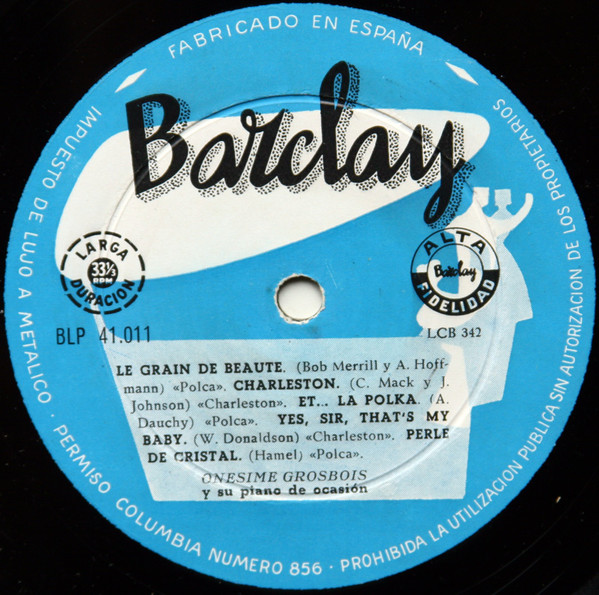 FABRICADO EN ESPAÑA
IMPUESTO DE LUJO A METALICO · PERMISO COLUMBIA NUMERO 856 · PROHIBIDA LA UTILIZACION PUBLICA SIN AUTORIZACION DE LOS PROPIETARIOS
Barclay
LARGA
33⅓
RPM
DURACION
ALTA
Barclay
FIDELIDAD
BLP 41.011
LCB 342
LE GRAIN DE BEAUTE. (Bob Merrill y A. Hoff-
mann) «Polca». CHARLESTON. (C. Mack y J.
Johnson) «Charleston». ET... LA POLKA. (A.
Dauchy) «Polca». YES, SIR, THAT'S MY
BABY. (W. Donaldson) «Charleston». PERLE
DE CRISTAL. (Hamel) «Polca».
ONESIME GROSBOIS
y su piano de ocasión